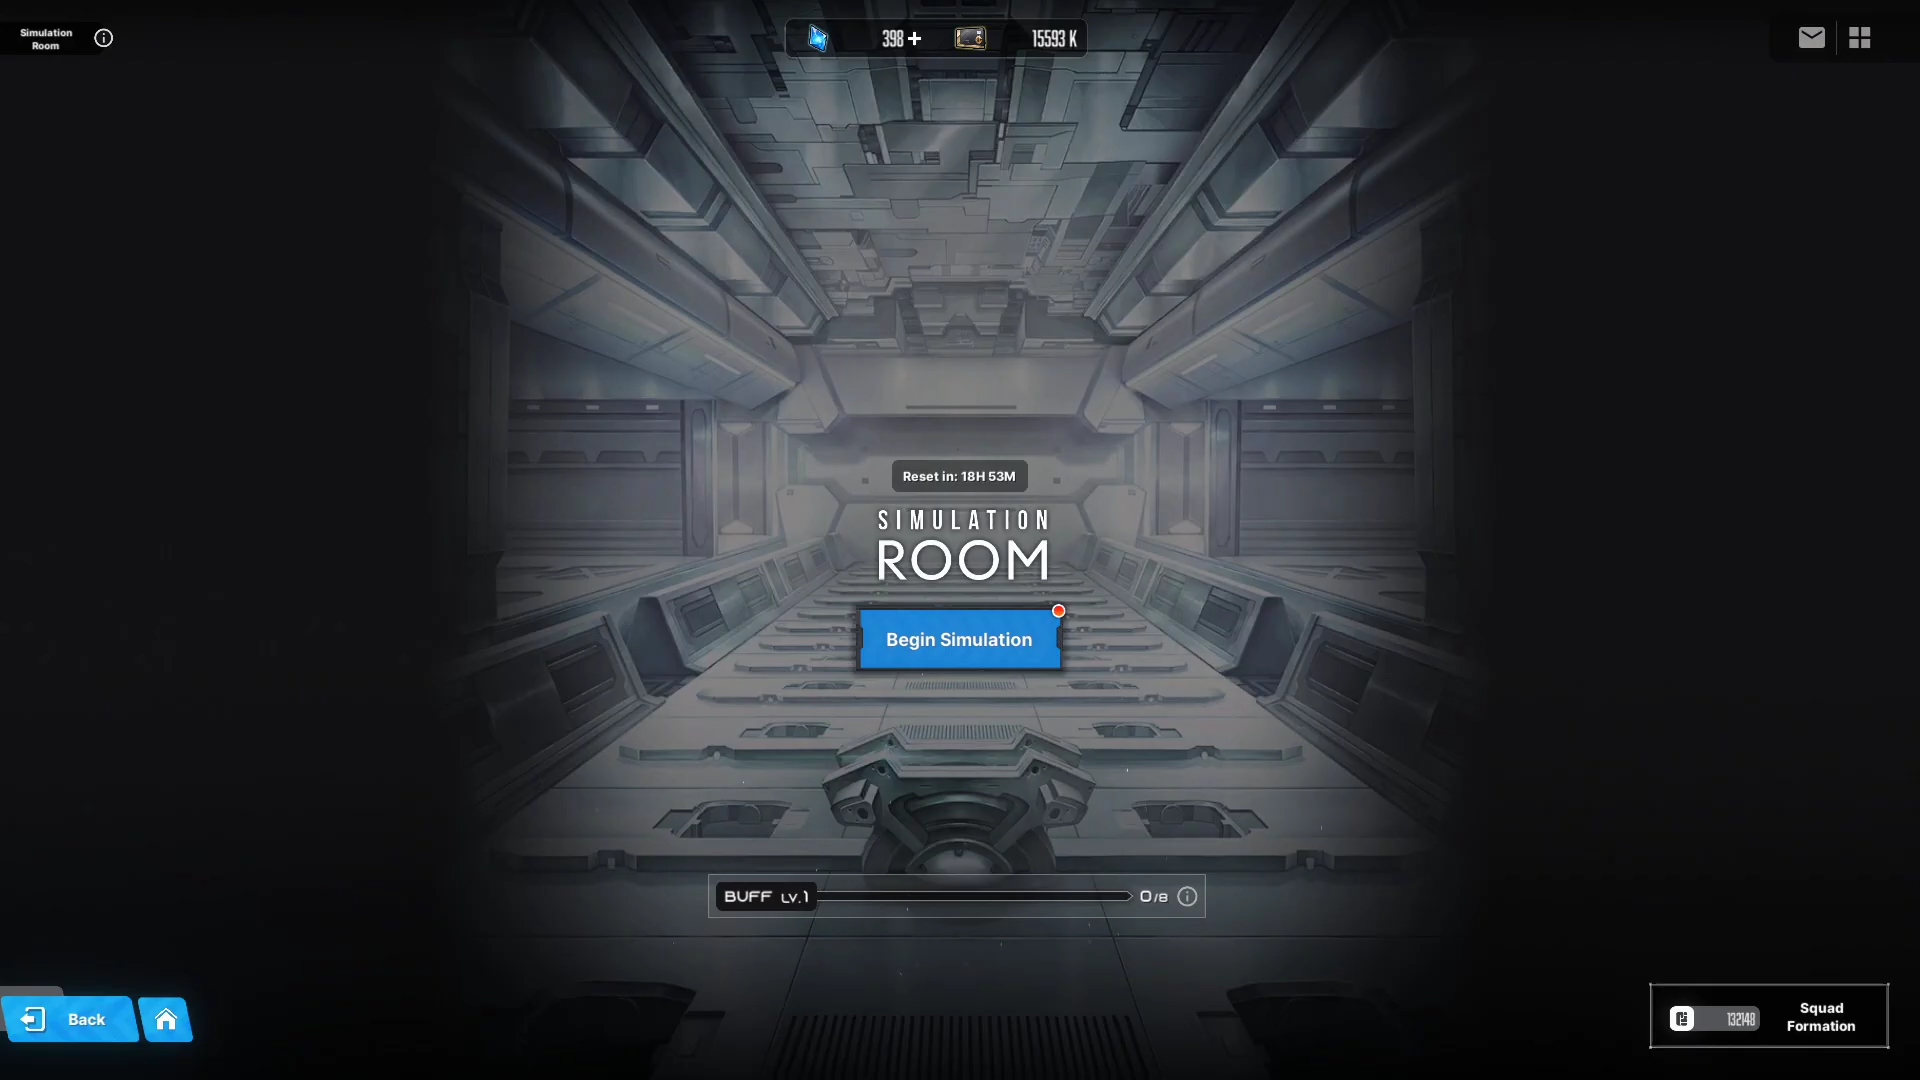 Simulation
Room
398
15593 K
Reset in: 18H 53M
SIMULATION
ROOM
Begin Simulation
BUFF LV.1
0/8
Back
132148
Squad
Formation